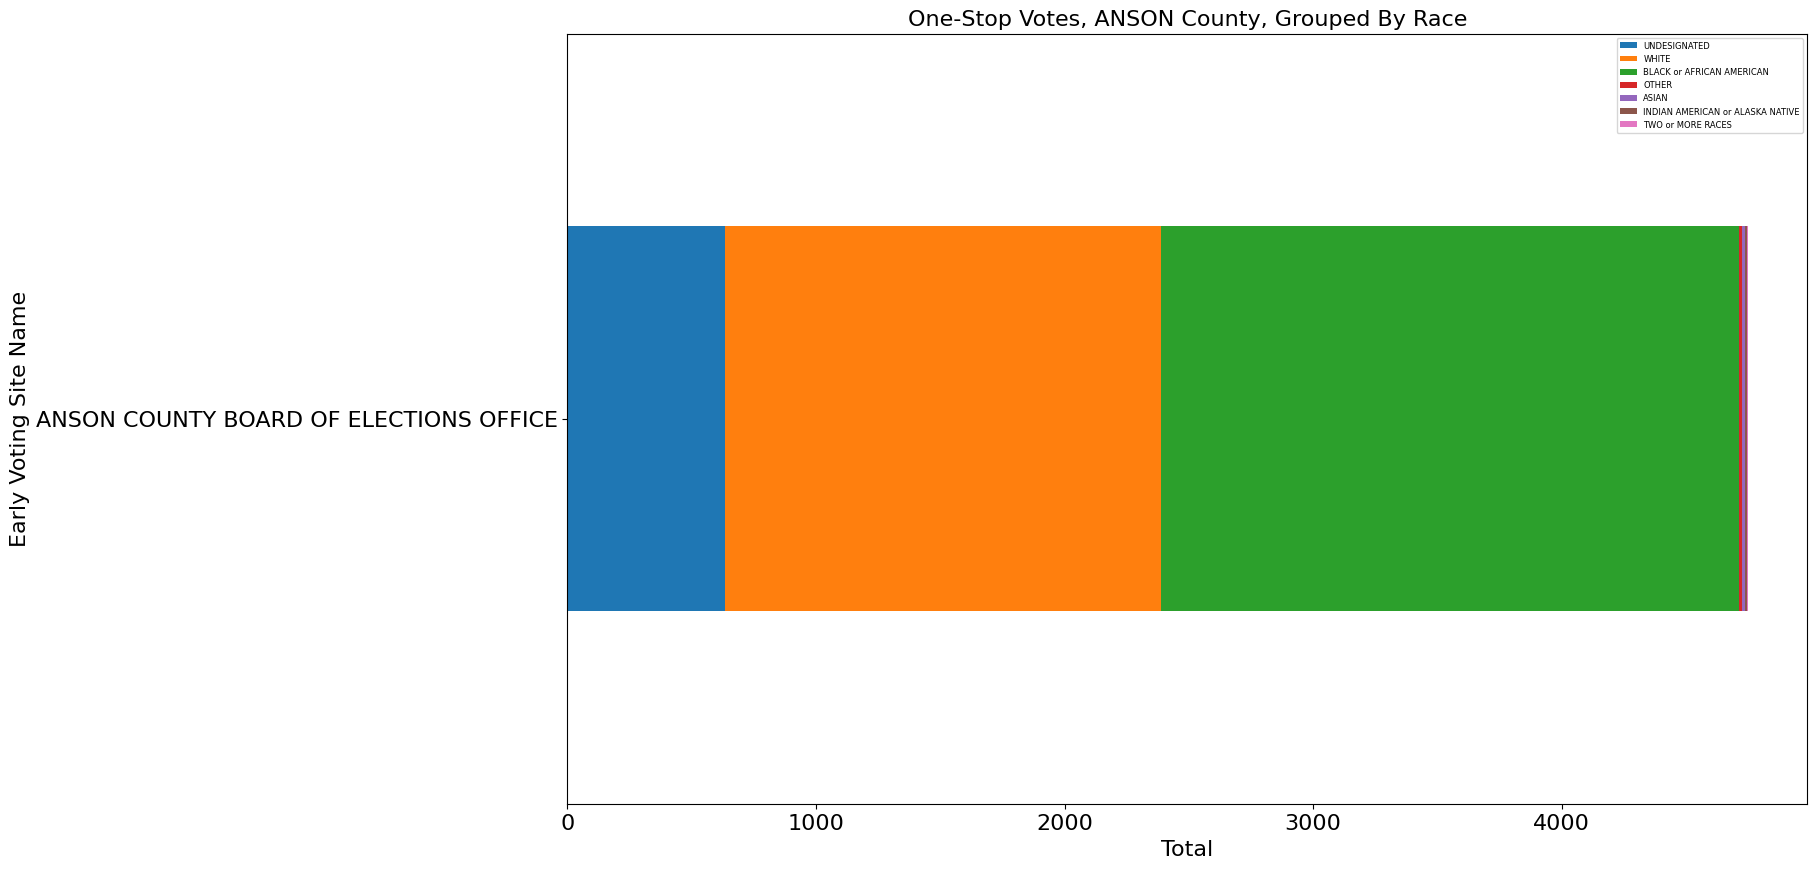 One-Stop Votes, ANSON County, Grouped By Race
UNDESIGNATED
WHITE
BLACK or AFRICAN AMERICAN
OTHER
ASIAN
INDIAN AMERICAN or ALASKA NATIVE
TWO or MORE RACES
Early Voting Site Name
ANSON COUNTY BOARD OF ELECTIONS OFFICE
0 1000 2000 3000 4000
Total